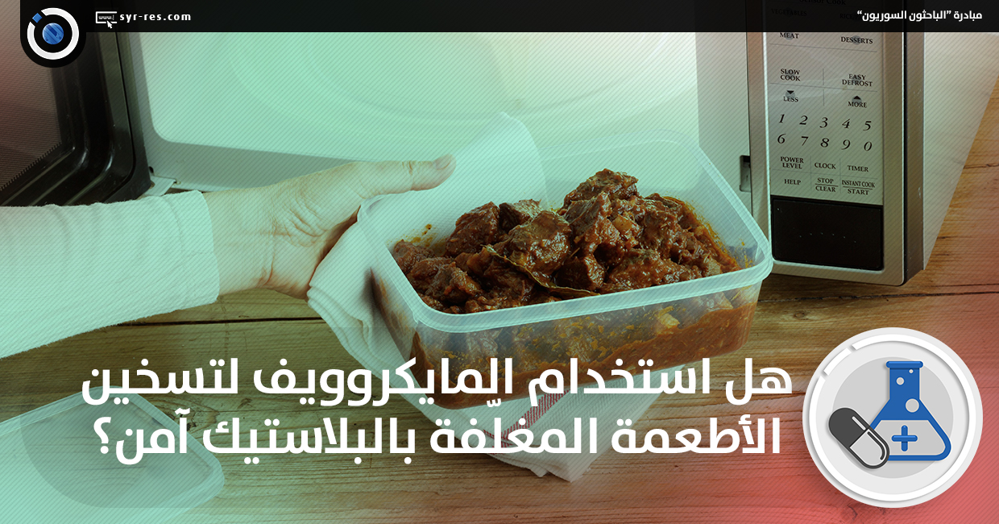 syr-res.com
مبادرة "الباحثون السوريون"
MEAT
DESSERTS
SLOW COOK
EASY DEFROST
LESS
MORE
1 2 3 4 5
6 7 8 9 0
POWER LEVEL
CLOCK
TIMER
HELP
STOP CLEAR
INSTANT COOK START
هل استخدام المايكروويف لتسخين
الأطعمة المغلّفة بالبلاستيك آمن؟